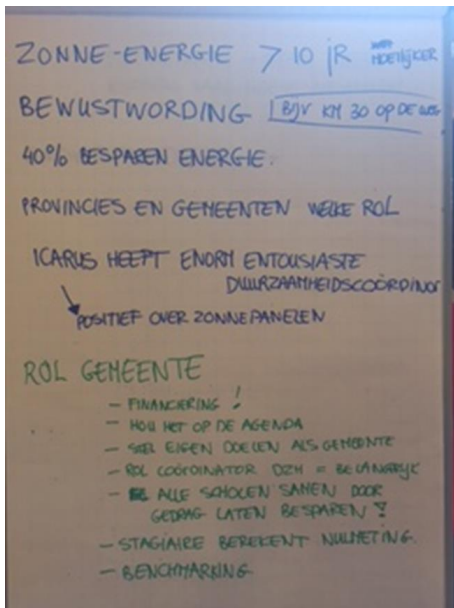 ZONNE-ENERGIE > 10 jR MOEILIJKER
BEWUSTWORDING BIJV KM 30 OP DE WEG
40% BESPAREN ENERGIE.
PROVINCIES EN GEMEENTEN WELKE ROL
ICARUS HEEFT ENORM ENTOUSIASTE
DUURZAAMHEIDSCOÖRDINOT
POSITIEF OVER ZONNEPANELEN
ROL GEMEENTE
- FINANCIERING !
- HOU HET OP DE AGENDA
- STEL EIGEN DOELEN ALS GEMEENTE
- ROL COÖRDINATOR DZH = BELANGRIJK
- ALLE SCHOLEN SAMEN DOOR
GEDRAG LATEN BESPAREN !
- STAGIAIRE BEREKENT NULMETING.
- BENCHMARKING